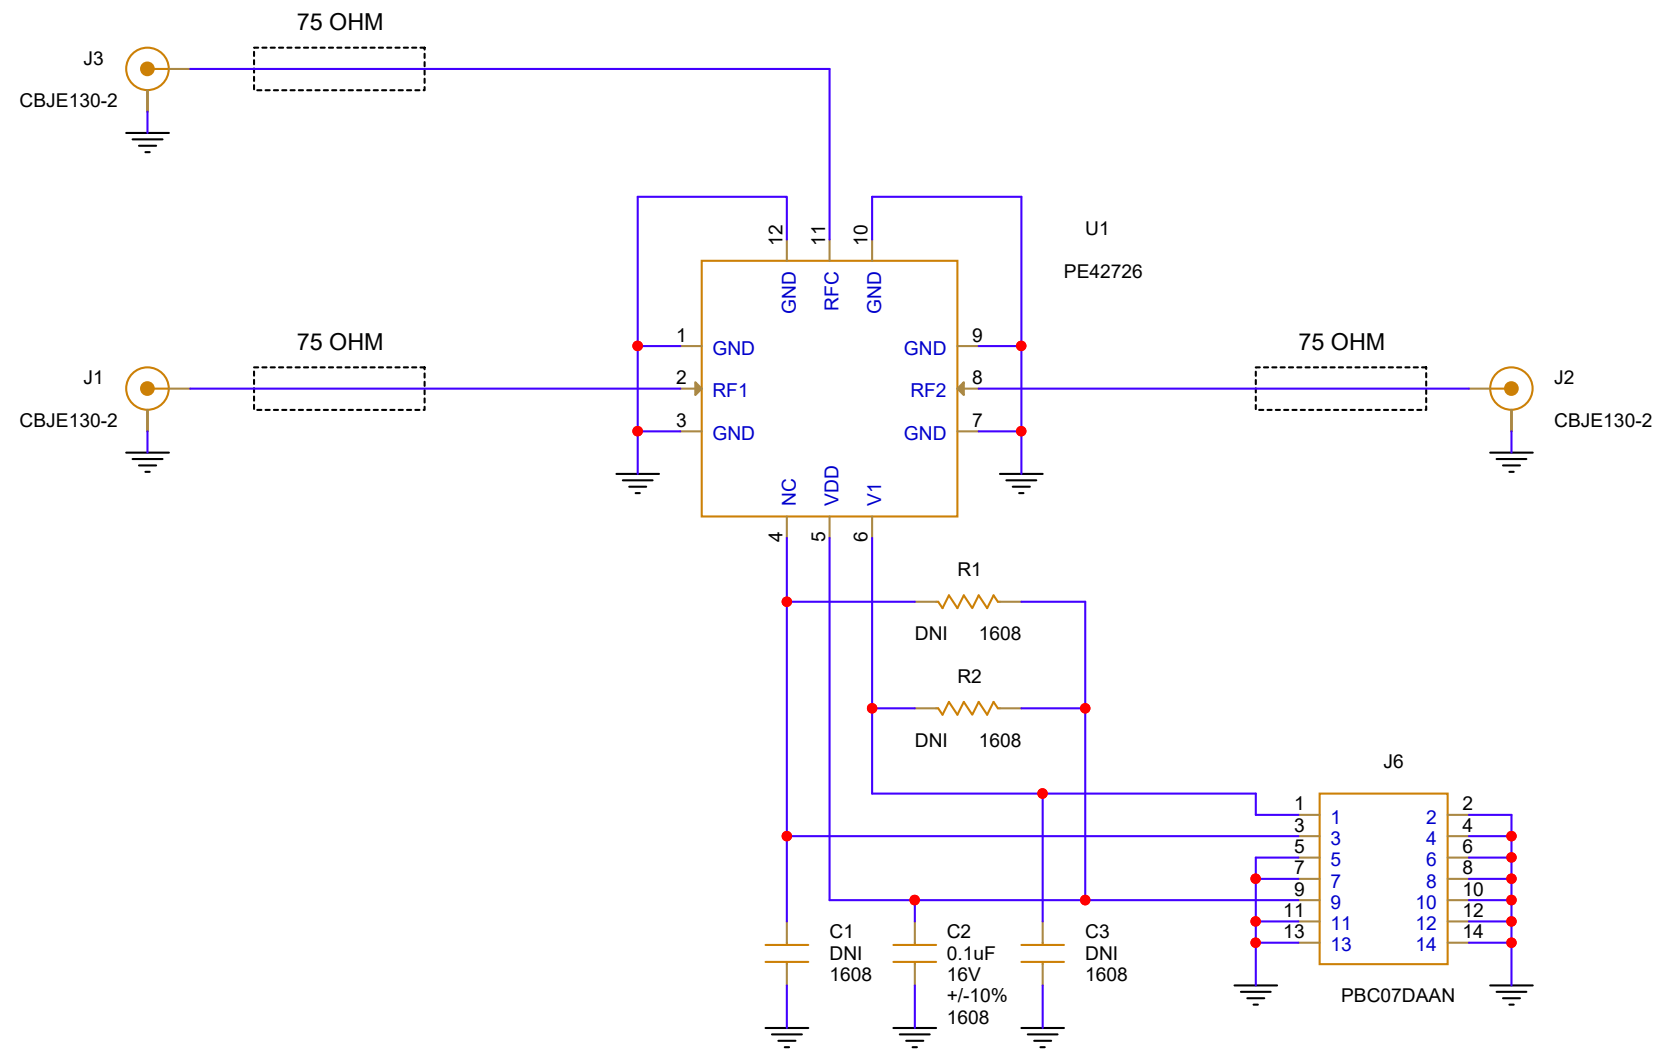 75 OHM
J3
CBJE130-2
U1
PE42726
12
11
10
GND
RFC
GND
75 OHM
J1
CBJE130-2
1
GND
2
RF1
3
GND
9
GND
8
RF2
7
GND
75 OHM
J2
CBJE130-2
NC
VDD
V1
4
5
6
R1
DNI 1608
R2
DNI 1608
J6
1 1 2 2
3 3 4 4
5 5 6 6
7 7 8 8
9 9 10 10
11 11 12 12
13 13 14 14
PBC07DAAN
C1
DNI
1608
C2
0.1uF
16V
+/-10%
1608
C3
DNI
1608